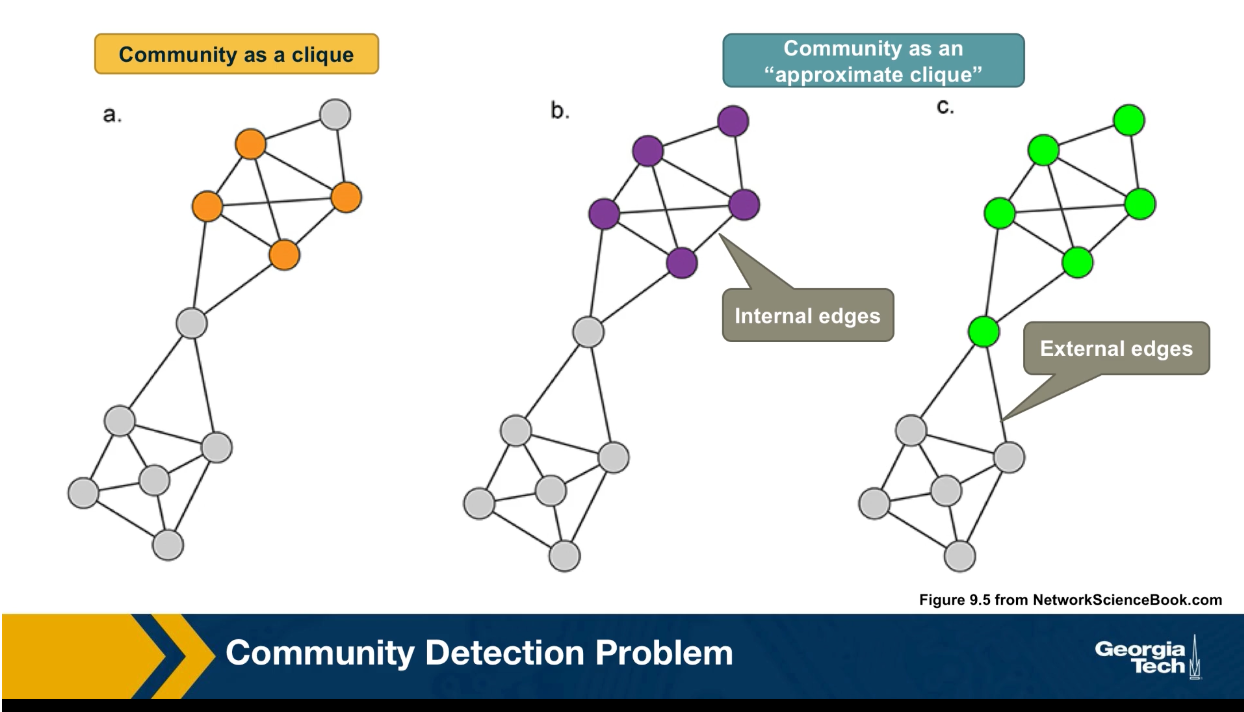 Community as a clique
Community as an
“approximate clique”
a.
b.
c.
Internal edges
External edges
Figure 9.5 from NetworkScienceBook.com
Community Detection Problem
Georgia
Tech